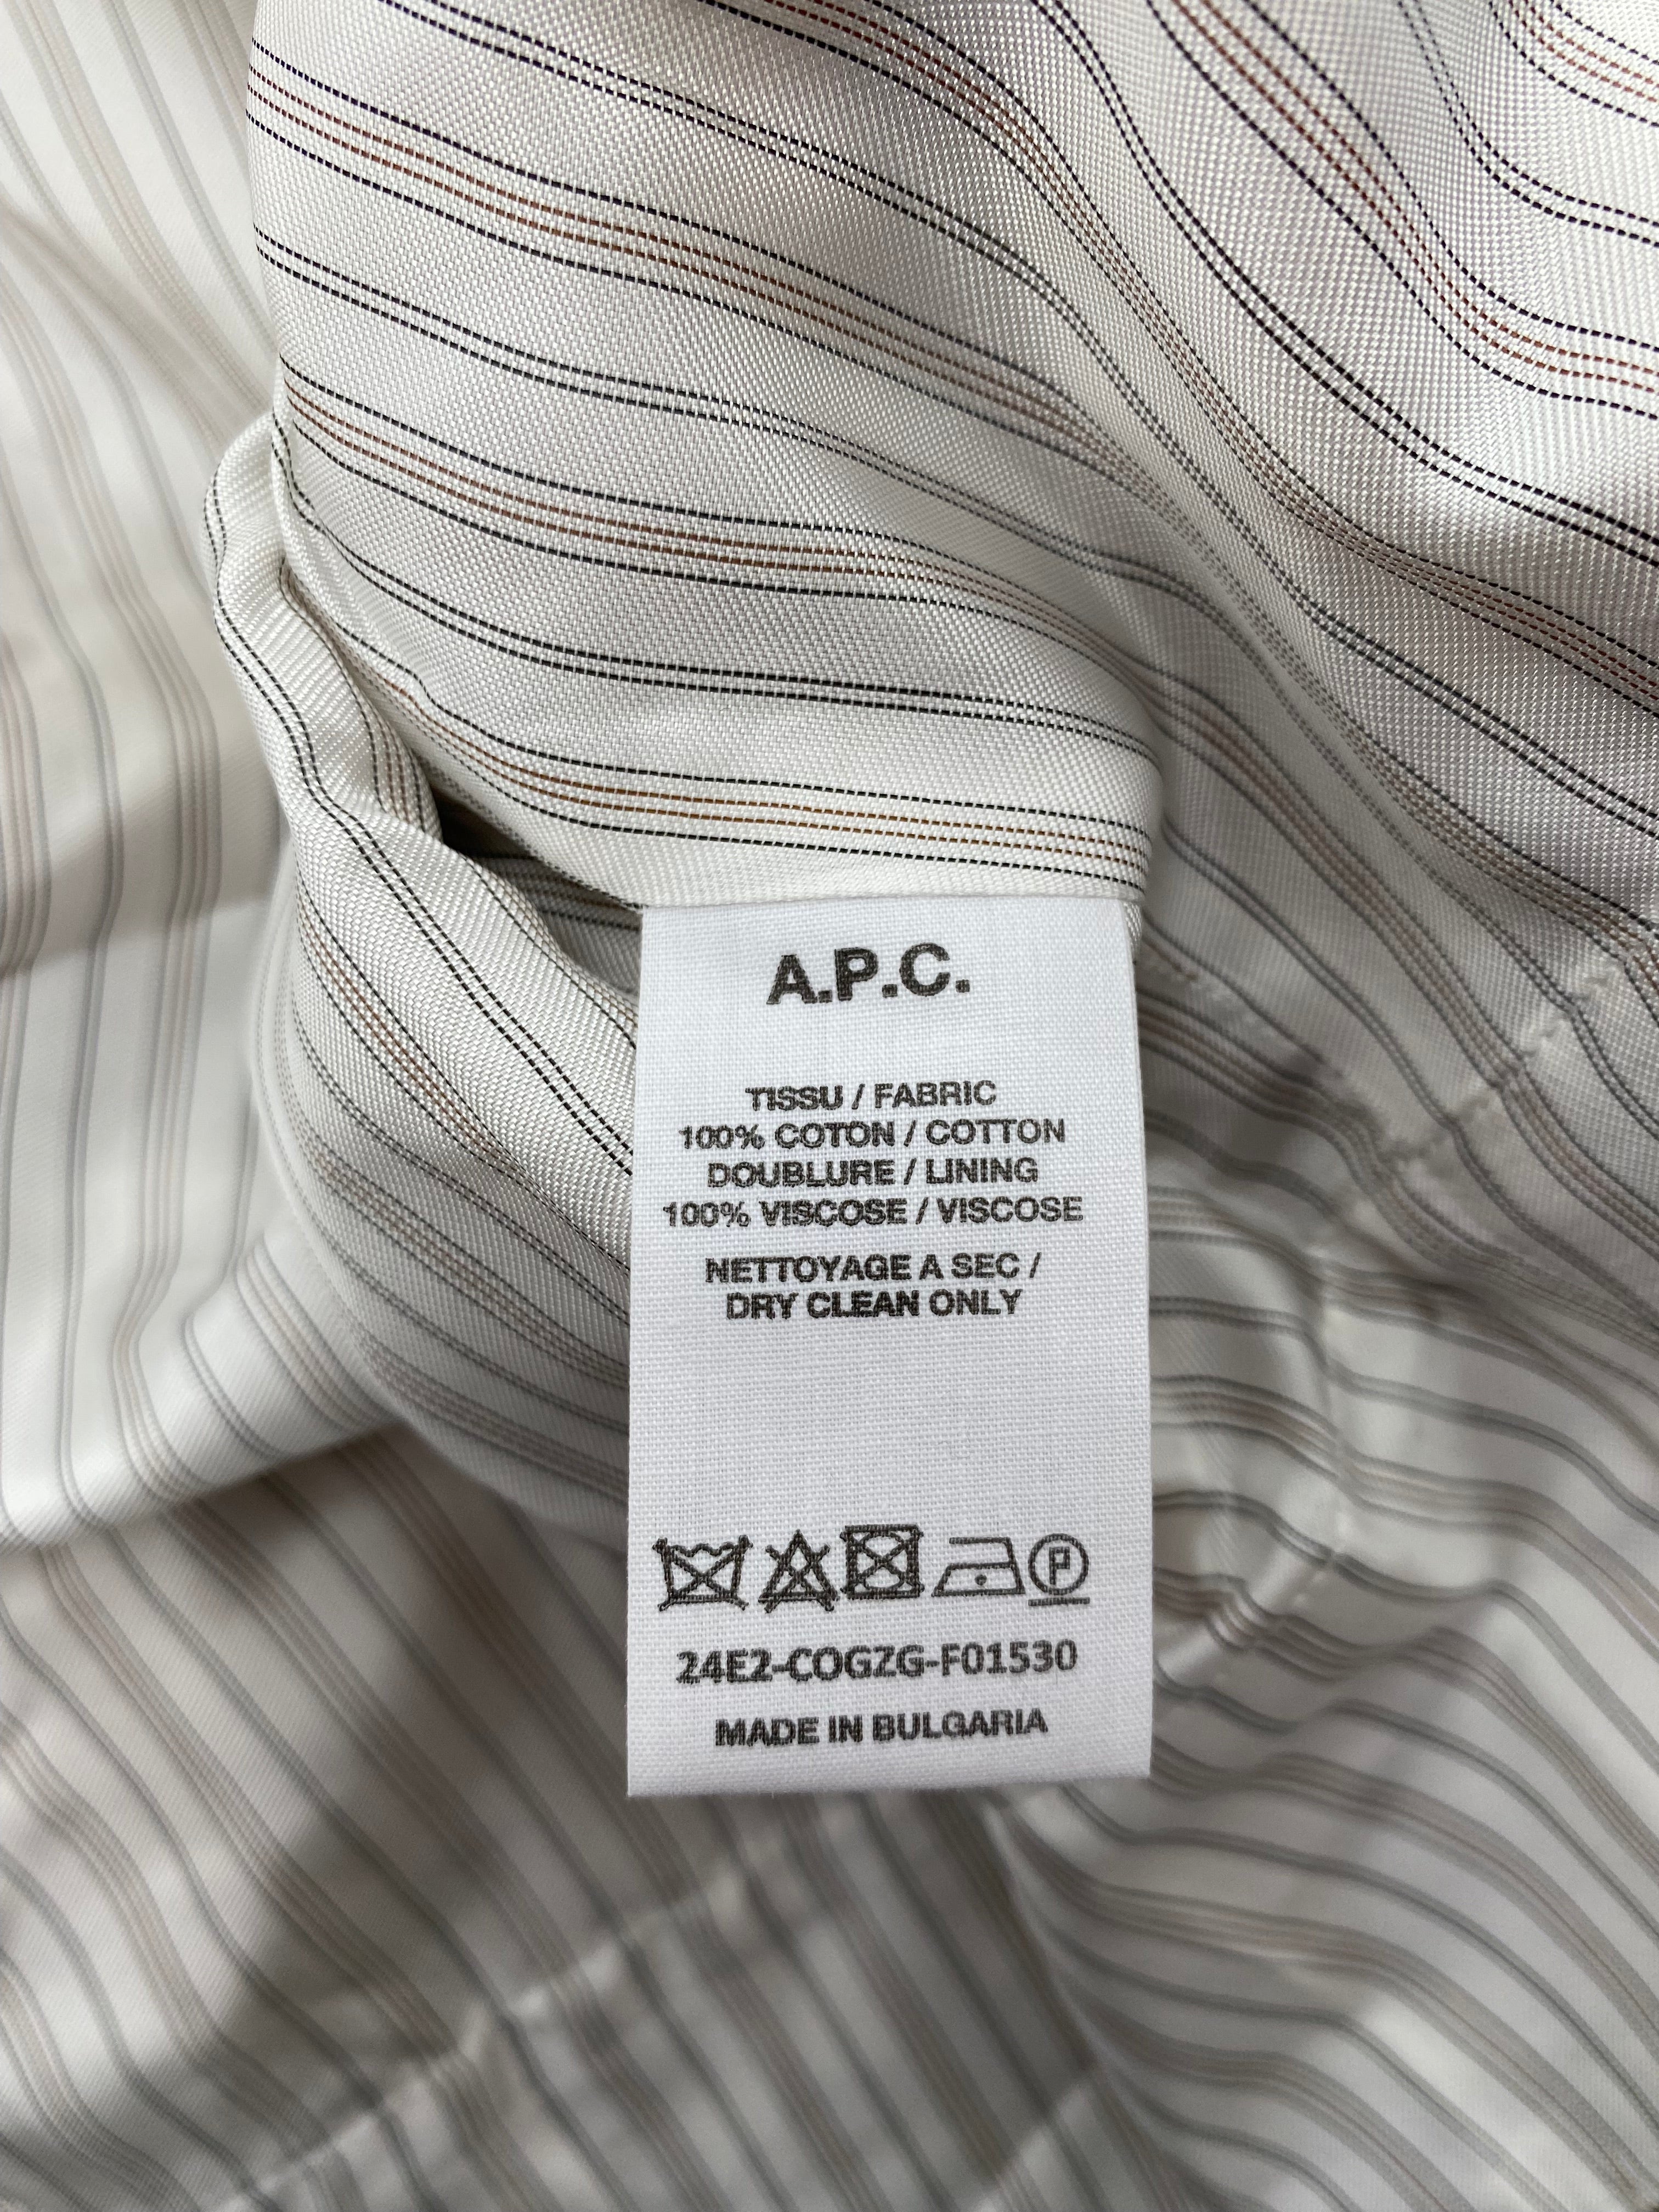 A.P.C.
TISSU / FABRIC
100% COTON / COTTON
DOUBLURE / LINING
100% VISCOSE / VISCOSE
NETTOYAGE A SEC /
DRY CLEAN ONLY
P
24E2-COGZG-F01530
MADE IN BULGARIA